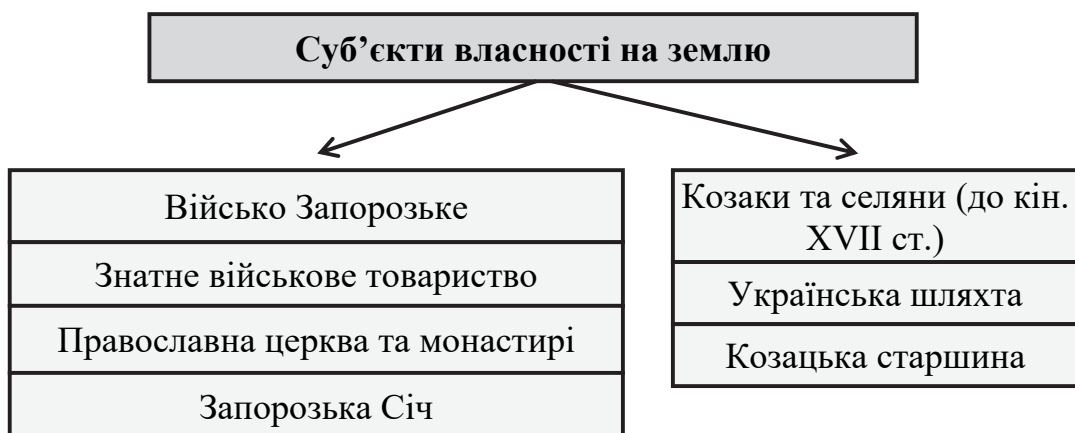 Суб’єкти власності на землю
Військо Запорозьке
Знатне військове товариство
Православна церква та монастирі
Запорозька Січ
Козаки та селяни (до кін.
XVII ст.)
Українська шляхта
Козацька старшина